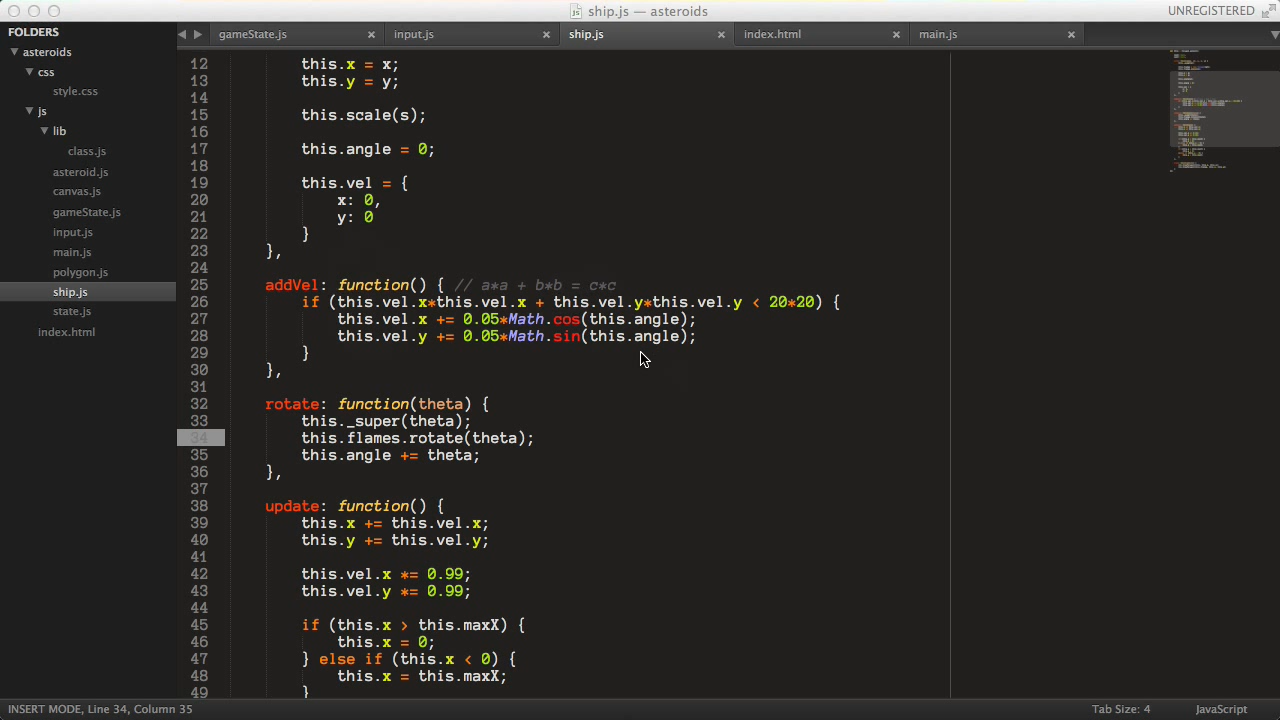 ship.js — asteroids
UNREGISTERED
FOLDERS
asteroids
css
style.css
js
lib
class.js
asteroid.js
canvas.js
gameState.js
input.js
main.js
polygon.js
ship.js
state.js
index.html
gameState.js × input.js × ship.js × index.html × main.js ×
12 this.x = x;
13 this.y = y;
14
15 this.scale(s);
16
17 this.angle = 0;
18
19 this.vel = {
20 x: 0,
21 y: 0
22 }
23 },
24
25 addVel: function() { // a*a + b*b = c*c
26 if (this.vel.x*this.vel.x + this.vel.y*this.vel.y < 20*20) {
27 this.vel.x += 0.05*Math.cos(this.angle);
28 this.vel.y += 0.05*Math.sin(this.angle);
29 }
30 },
31
32 rotate: function(theta) {
33 this._super(theta);
34 this.flames.rotate(theta);
35 this.angle += theta;
36 },
37
38 update: function() {
39 this.x += this.vel.x;
40 this.y += this.vel.y;
41
42 this.vel.x *= 0.99;
43 this.vel.y *= 0.99;
44
45 if (this.x > this.maxX) {
46 this.x = 0;
47 } else if (this.x < 0) {
48 this.x = this.maxX;
49 }
INSERT MODE, Line 34, Column 35
Tab Size: 4
JavaScript